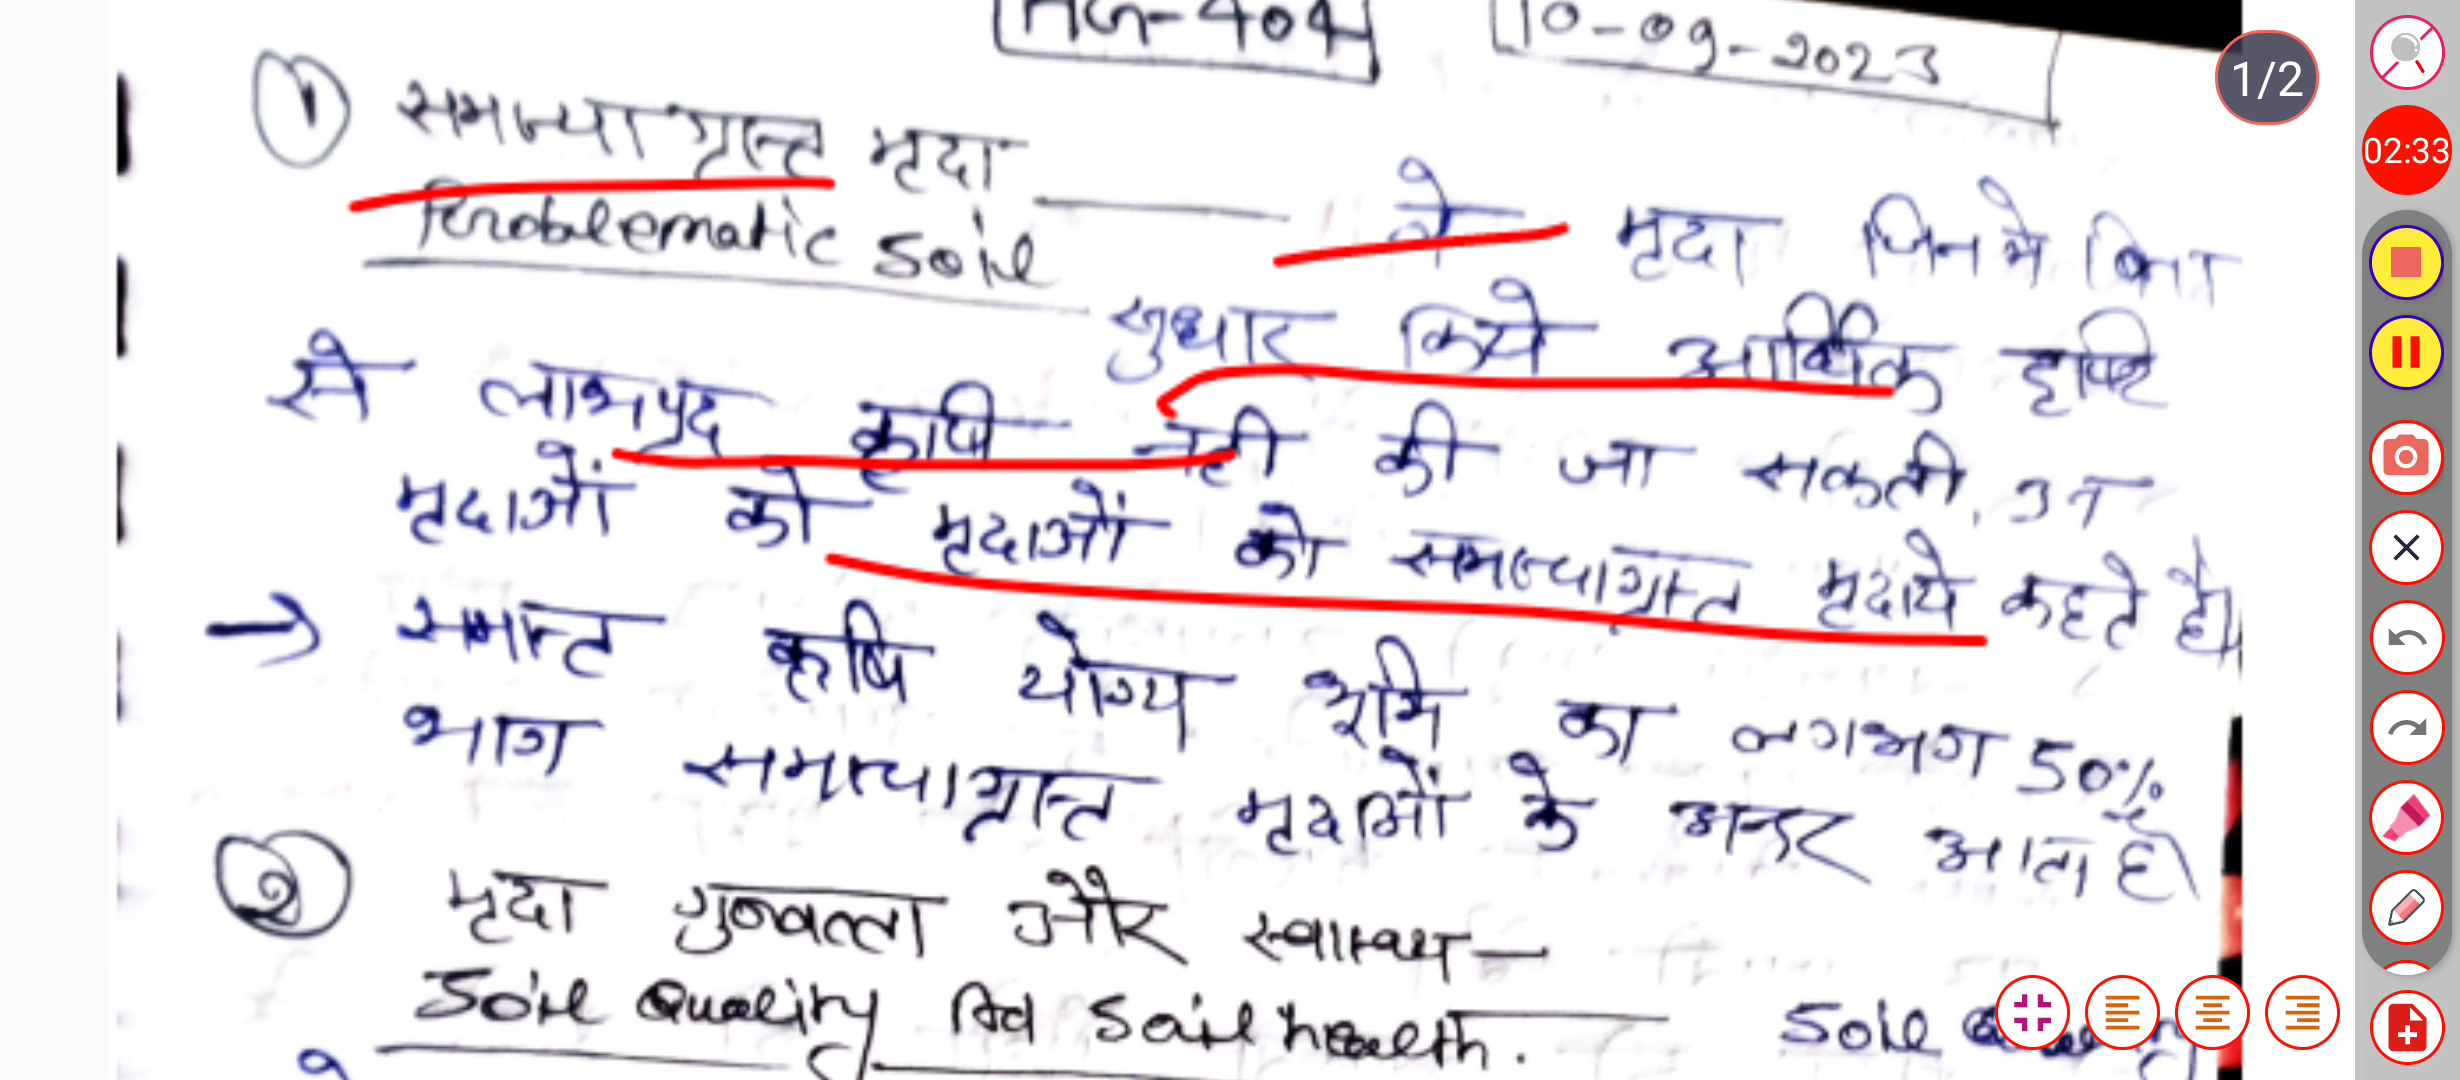 404 10-09-2023
1/2
02:33
① समस्याग्रस्त मृदा
Problematic Soil
वे मृदा जिनमे बिना
सुधार किये आर्थिक दृष्टि
से लाभप्रद कृषि नही की जा सकती, उन
मृदाओं को मृदाओं को समस्याग्रस्त मृदाये कहते है।
→ समस्त कृषि योग्य भूमि का लगभग 50%
भाग समस्याग्रस्त मृदाओं के अन्दर आता है
② मृदा गुणवत्ता और स्वास्थ्य—
Soil Quality And Soil health.
Soil